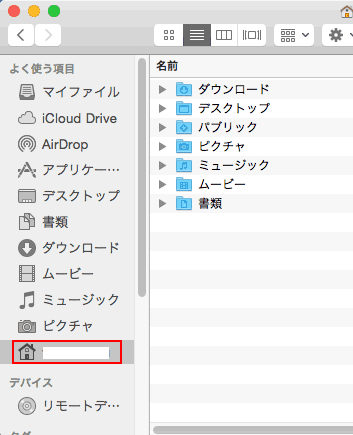 よく使う項目
マイファイル
iCloud Drive
AirDrop
アプリケー…
デスクトップ
書類
ダウンロード
ムービー
ミュージック
ピクチャ
デバイス
リモートデ…
名前
ダウンロード
デスクトップ
パブリック
ピクチャ
ミュージック
ムービー
書類